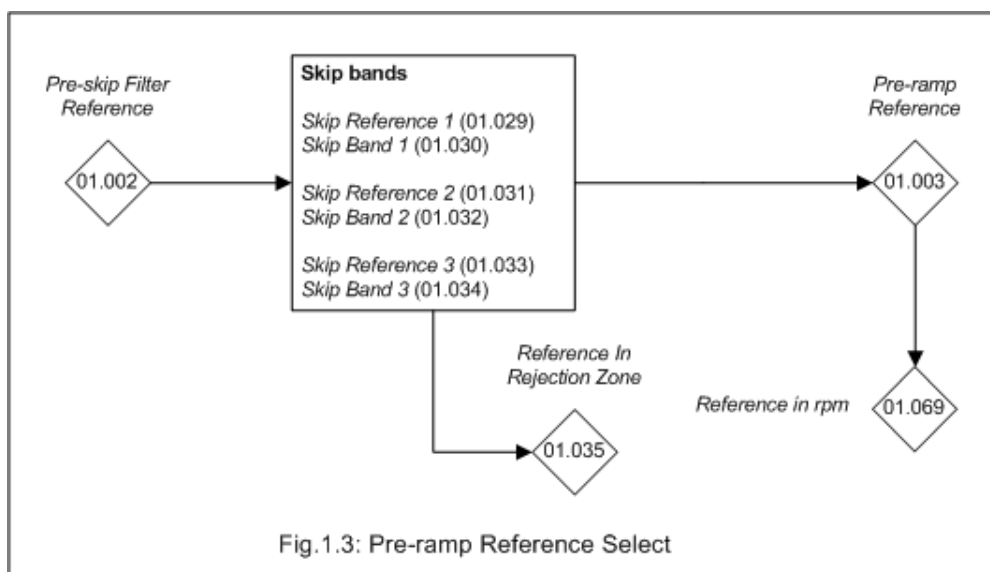 Pre-skip Filter
Reference
01.002
Skip bands
Skip Reference 1 (01.029)
Skip Band 1 (01.030)
Skip Reference 2 (01.031)
Skip Band 2 (01.032)
Skip Reference 3 (01.033)
Skip Band 3 (01.034)
Pre-ramp
Reference
01.003
Reference In
Rejection Zone
01.035
Reference in rpm
01.069
Fig.1.3: Pre-ramp Reference Select